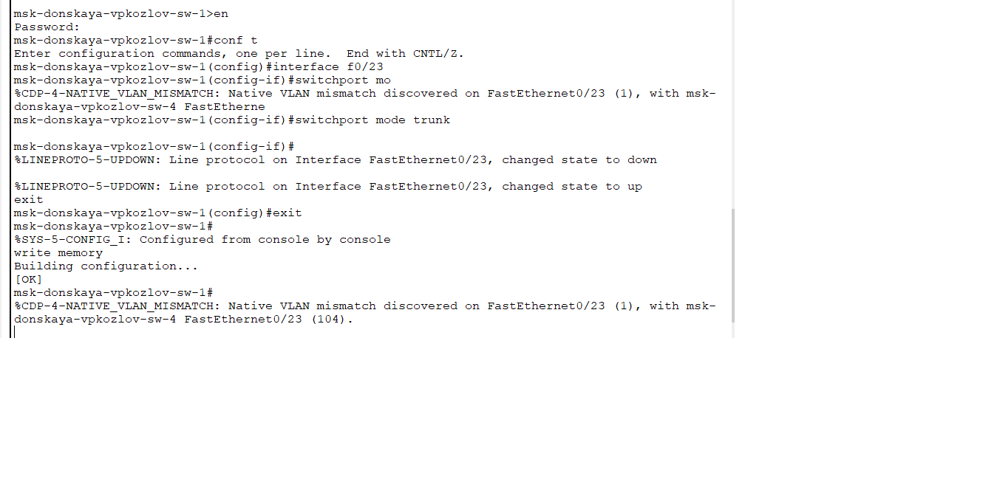 msk-donskaya-vpkozlov-sw-1>en
Password:
msk-donskaya-vpkozlov-sw-1#conf t
Enter configuration commands, one per line.  End with CNTL/Z.
msk-donskaya-vpkozlov-sw-1(config)#interface f0/23
msk-donskaya-vpkozlov-sw-1(config-if)#switchport mo
%CDP-4-NATIVE_VLAN_MISMATCH: Native VLAN mismatch discovered on FastEthernet0/23 (1), with msk-
donskaya-vpkozlov-sw-4 FastEtherne
msk-donskaya-vpkozlov-sw-1(config-if)#switchport mode trunk
msk-donskaya-vpkozlov-sw-1(config-if)#
%LINEPROTO-5-UPDOWN: Line protocol on Interface FastEthernet0/23, changed state to down
%LINEPROTO-5-UPDOWN: Line protocol on Interface FastEthernet0/23, changed state to up
exit
msk-donskaya-vpkozlov-sw-1(config)#exit
msk-donskaya-vpkozlov-sw-1#
%SYS-5-CONFIG_I: Configured from console by console
write memory
Building configuration...
[OK]
msk-donskaya-vpkozlov-sw-1#
%CDP-4-NATIVE_VLAN_MISMATCH: Native VLAN mismatch discovered on FastEthernet0/23 (1), with msk-
donskaya-vpkozlov-sw-4 FastEthernet0/23 (104).